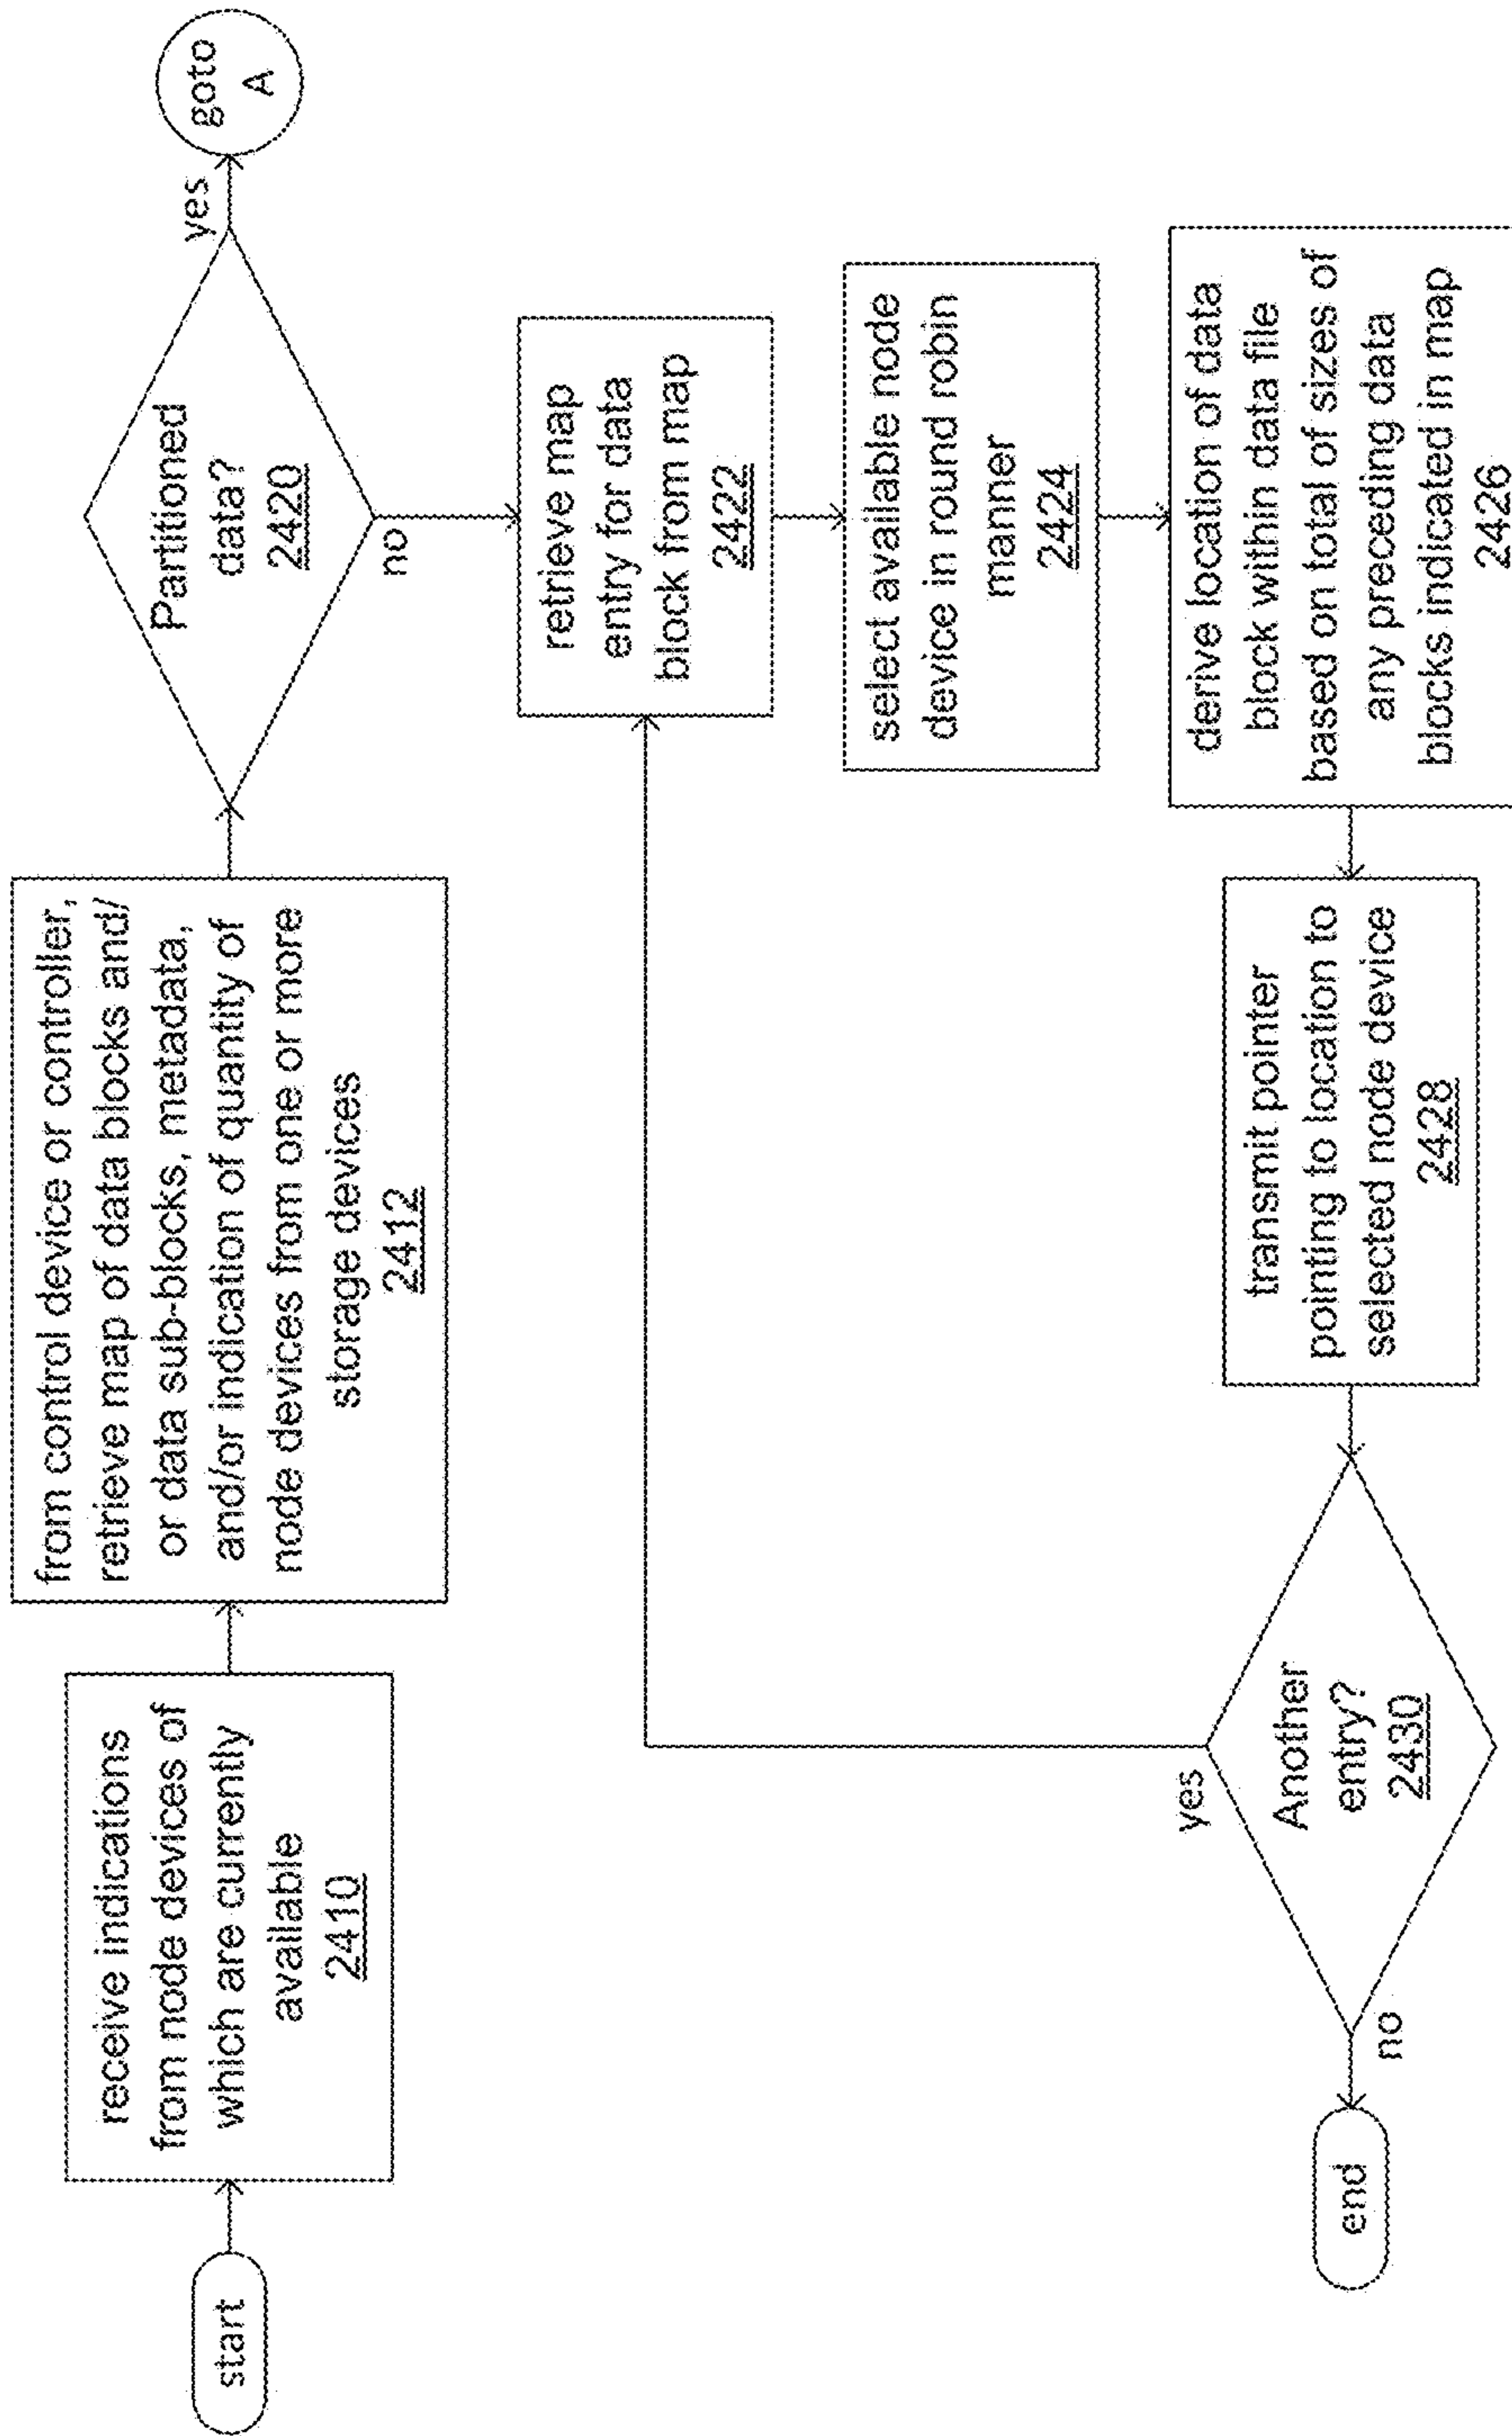 start
receive indications
from node devices of
which are currently
available
2410
from control device or controller,
retrieve map of data blocks and/
or data sub-blocks, metadata,
and/or indication of quantity of
node devices from one or more
storage devices
2412
Partitioned
data?
2420
yes
goto
A
no
retrieve map
entry for data
block from map
2422
select available node
device in round robin
manner
2424
derive location of data
block within data file
based on total of sizes of
any preceding data
blocks indicated in map
2426
transmit pointer
pointing to location to
selected node device
2428
Another
entry?
2430
yes
no
end